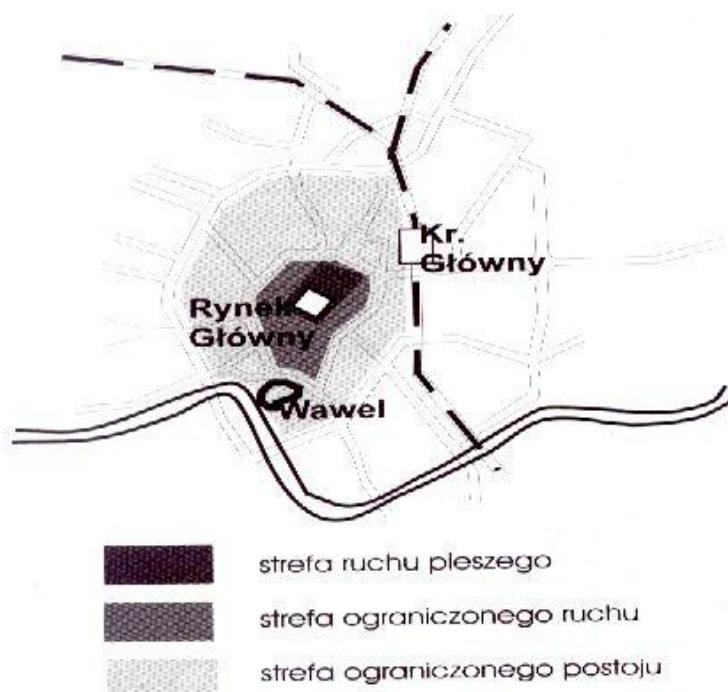 Kr.
Główny
Rynek
Główny
Wawel
strefa ruchu pieszego
strefa ograniczonego ruchu
strefa ograniczonego postoju